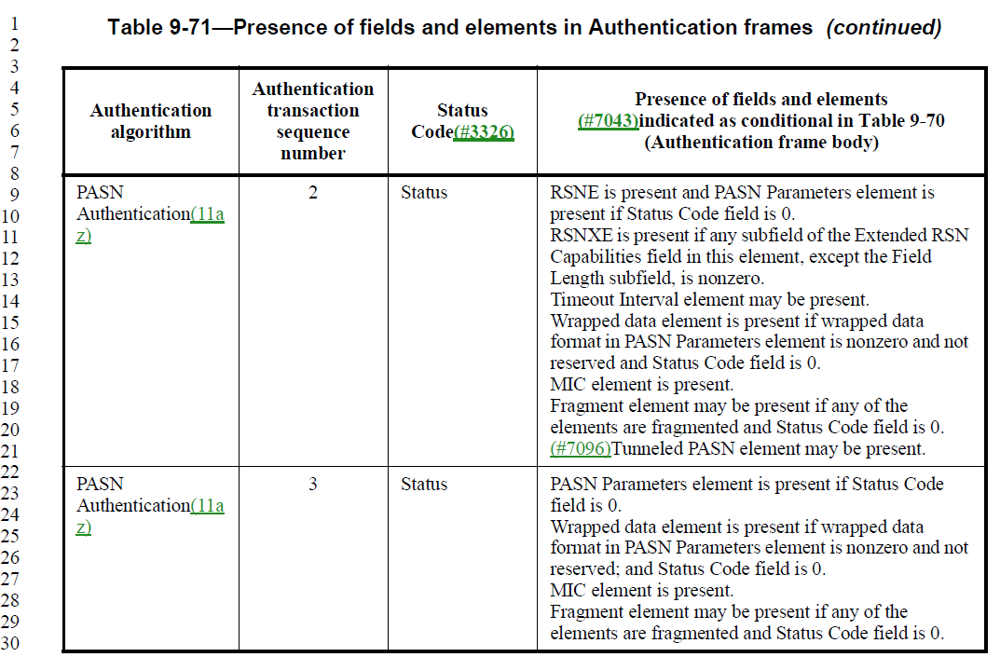 Table 9-71—Presence of fields and elements in Authentication frames (continued)
1
2
3
4
5
6
7
8
9
10
11
12
13
14
15
16
17
18
19
20
21
22
23
24
25
26
27
28
29
30
Authentication
algorithm
Authentication
transaction
sequence
number
Status
Code(#3326)
Presence of fields and elements
(#7043)indicated as conditional in Table 9-70
(Authentication frame body)
PASN
Authentication(11a
z)
2
Status
RSNE is present and PASN Parameters element is
present if Status Code field is 0.
RSNXE is present if any subfield of the Extended RSN
Capabilities field in this element, except the Field
Length subfield, is nonzero.
Timeout Interval element may be present.
Wrapped data element is present if wrapped data
format in PASN Parameters element is nonzero and not
reserved and Status Code field is 0.
MIC element is present.
Fragment element may be present if any of the
elements are fragmented and Status Code field is 0.
(#7096)Tunneled PASN element may be present.
PASN
Authentication(11a
z)
3
Status
PASN Parameters element is present if Status Code
field is 0.
Wrapped data element is present if wrapped data
format in PASN Parameters element is nonzero and not
reserved; and Status Code field is 0.
MIC element is present.
Fragment element may be present if any of the
elements are fragmented and Status Code field is 0.